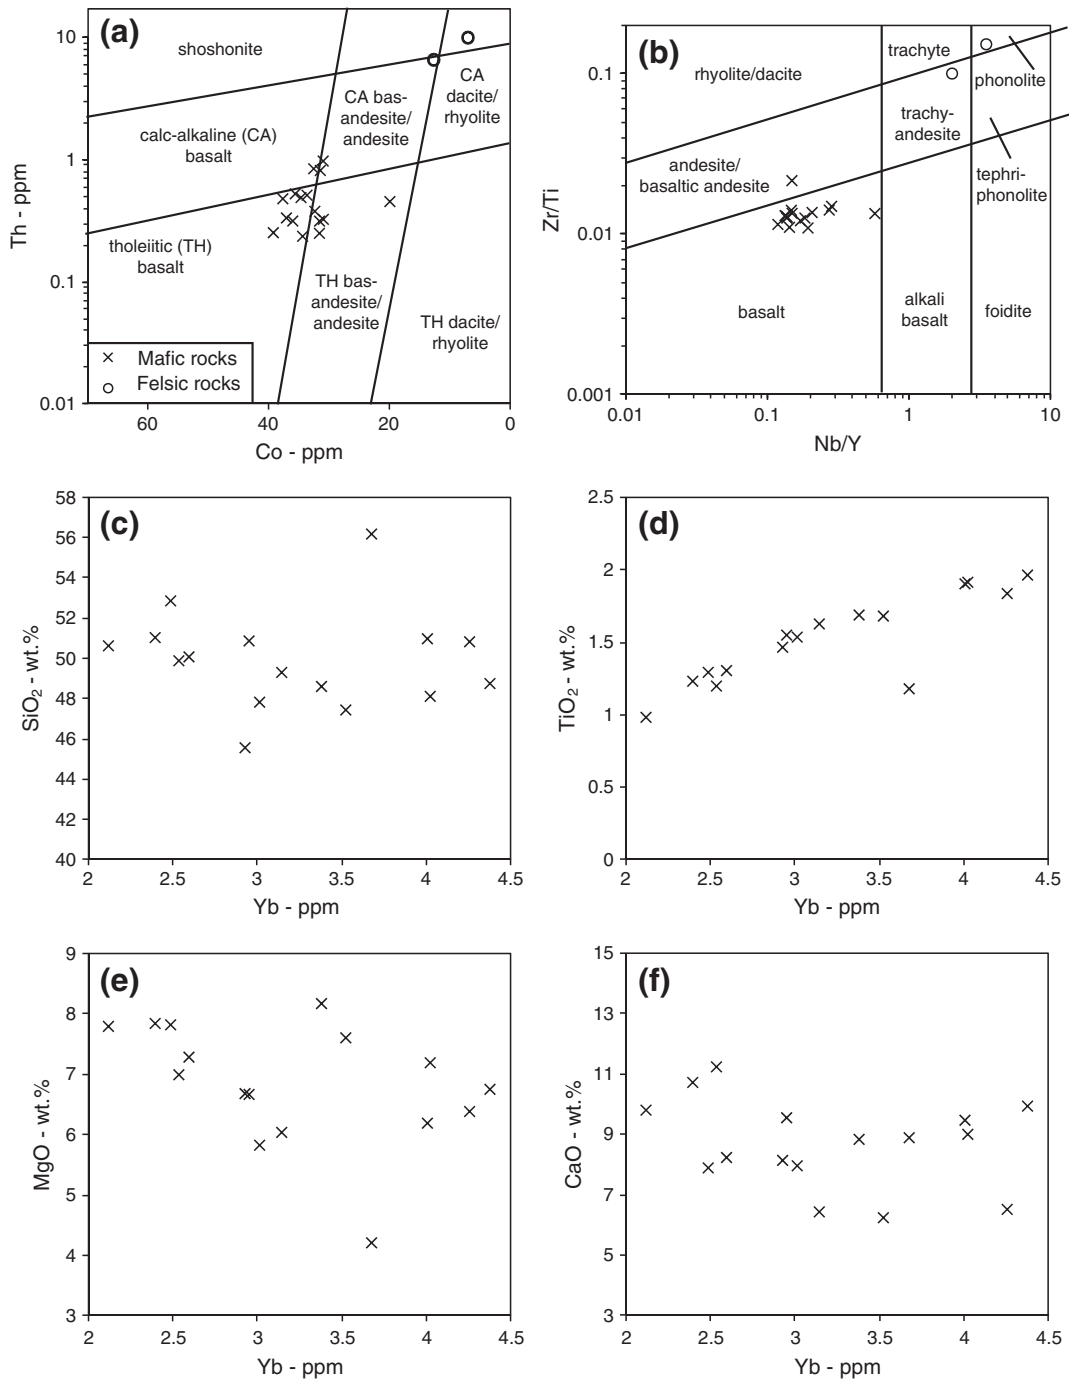 (a)
shoshonite
calc-alkaline (CA)
basalt
CA bas-
andesite/
andesite
CA
dacite/
rhyolite
tholeiitic (TH)
basalt
TH bas-
andesite/
andesite
TH dacite/
rhyolite
Mafic rocks
Felsic rocks
10
1
0.1
0.01
Th - ppm
60
40
20
0
Co - ppm
(b)
rhyolite/dacite
trachyte
phonolite
trachy-
andesite
andesite/
basaltic andesite
tephri-
phonolite
basalt
alkali
basalt
foidite
0.1
0.01
0.001
Zr/Ti
0.01
0.1
1
10
Nb/Y
(c)
58
56
54
52
50
48
46
44
42
40
SiO₂ - wt.%
2
2.5
3
3.5
4
4.5
Yb - ppm
(d)
2.5
2
1.5
1
0.5
0
TiO₂ - wt.%
2
2.5
3
3.5
4
4.5
Yb - ppm
(e)
9
8
7
6
5
4
3
MgO - wt.%
2
2.5
3
3.5
4
4.5
Yb - ppm
(f)
15
13
11
9
7
5
3
CaO - wt.%
2
2.5
3
3.5
4
4.5
Yb - ppm